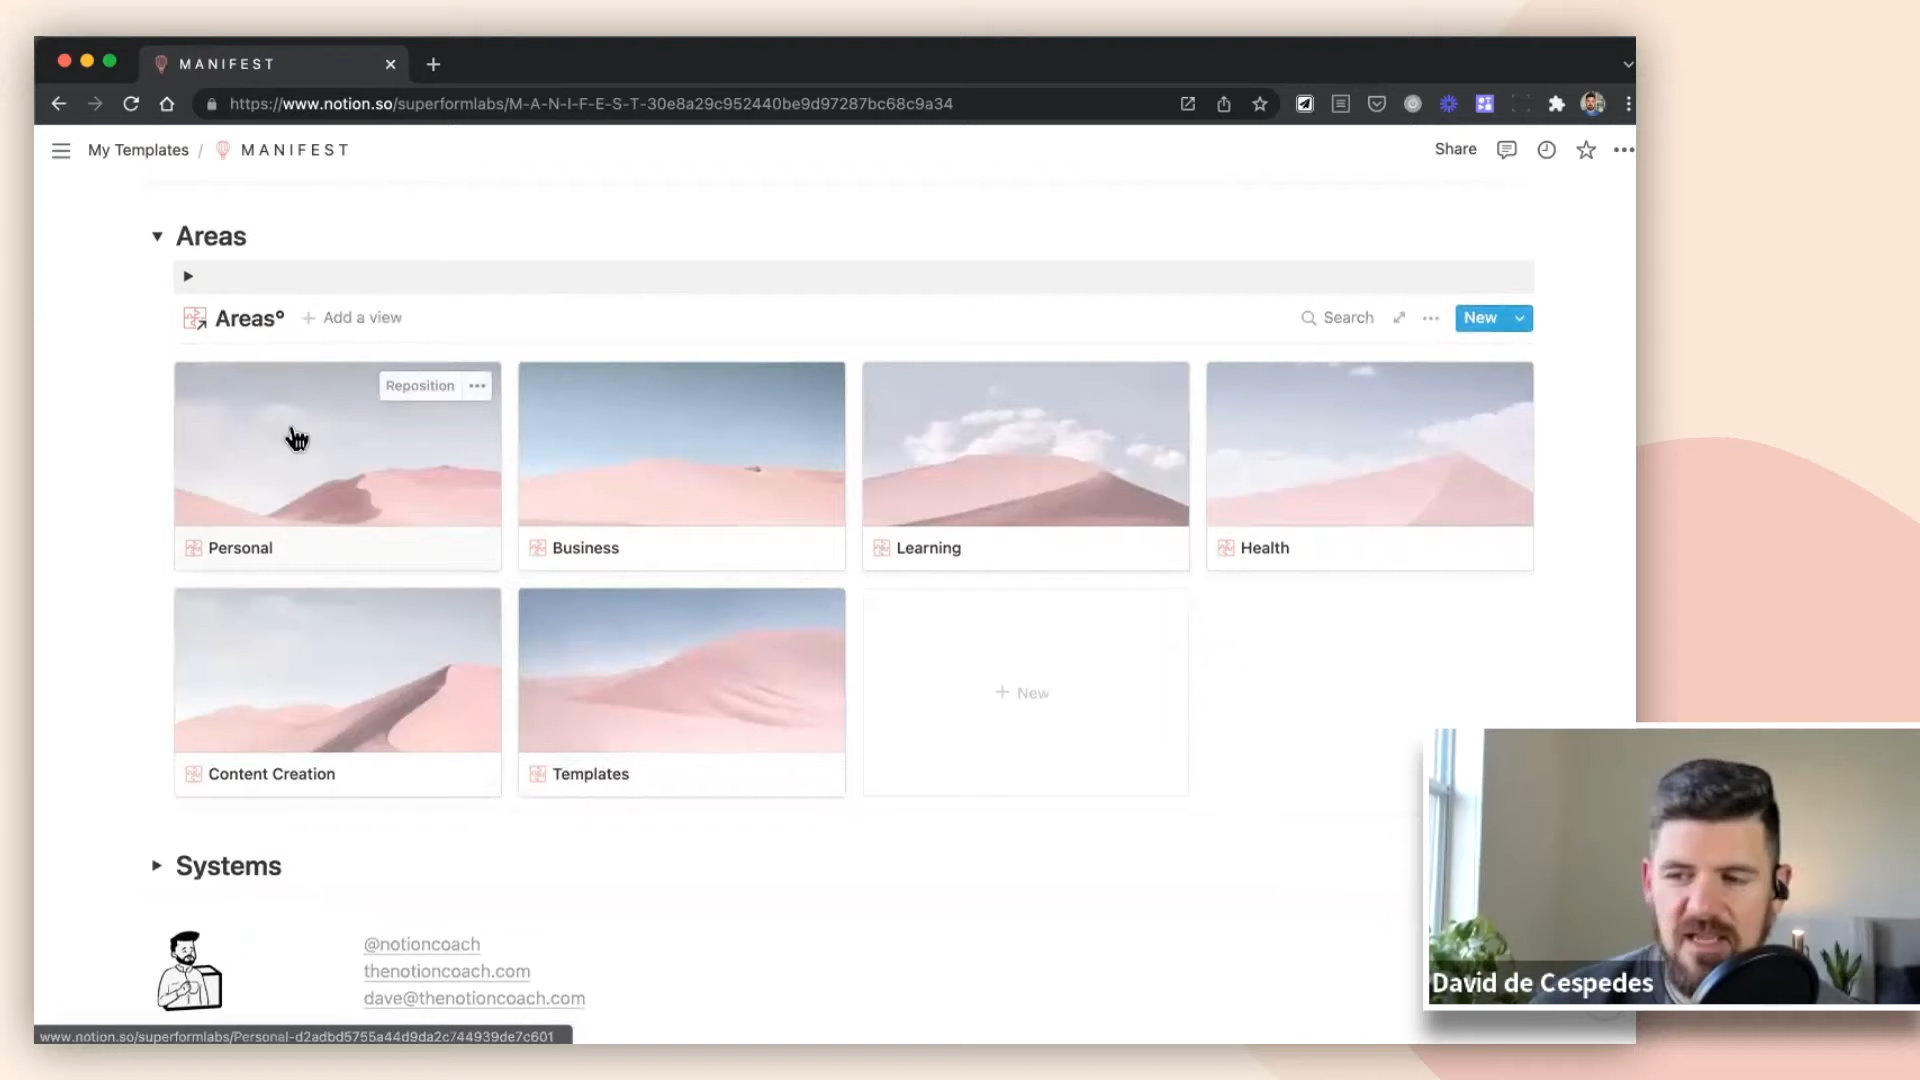 MANIFEST
https://www.notion.so/superformlabs/M-A-N-I-F-E-S-T-30e8a29c952440be9d97287bc68c9a34
My Templates / MANIFEST
Share
Areas
Areas°
+ Add a view
Search
New
Reposition
Personal
Business
Learning
Health
Content Creation
Templates
+ New
Systems
@notioncoach
thenotioncoach.com
dave@thenotioncoach.com
David de Cespedes
www.notion.so/superformlabs/Personal-d2adbd5755a44d9da2c744939de7c601